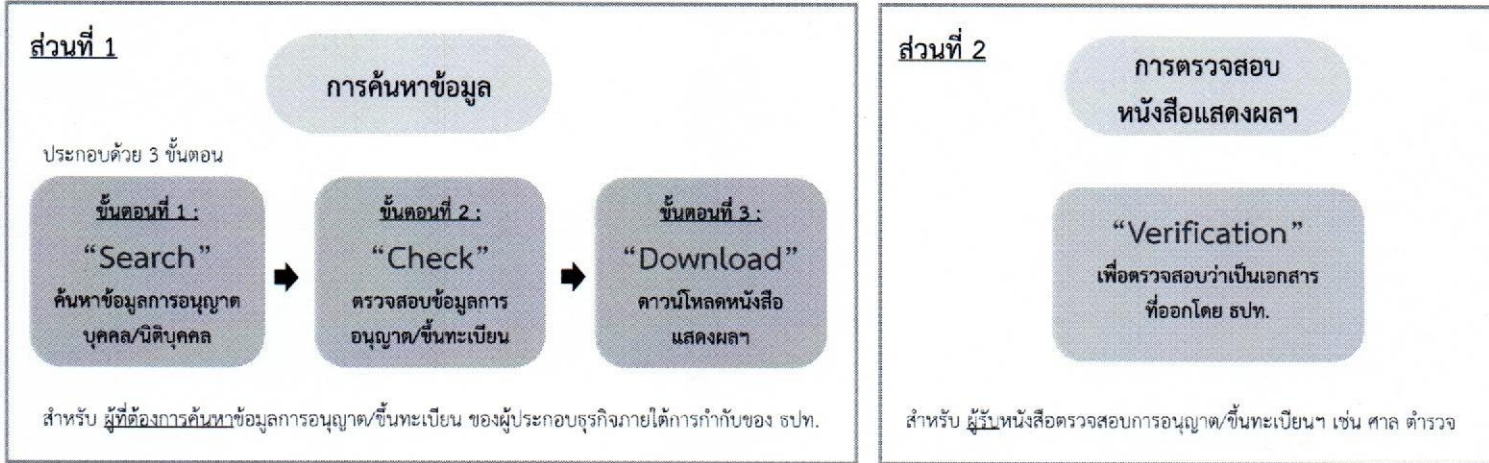 ส่วนที่ 1
การค้นหาข้อมูล
ประกอบด้วย 3 ขั้นตอน
ขั้นตอนที่ 1 :
“Search”
ค้นหาข้อมูลการอนุญาต
บุคคล/นิติบุคคล
ขั้นตอนที่ 2 :
“Check”
ตรวจสอบข้อมูลการ
อนุญาต/ขึ้นทะเบียน
ขั้นตอนที่ 3 :
“Download”
ดาวน์โหลดหนังสือ
แสดงผลฯ
สำหรับ ผู้ที่ต้องการค้นหาข้อมูลการอนุญาต/ขึ้นทะเบียน ของผู้ประกอบธุรกิจภายใต้การกำกับของ ธปท.
ส่วนที่ 2
การตรวจสอบ
หนังสือแสดงผลฯ
“Verification”
เพื่อตรวจสอบว่าเป็นเอกสาร
ที่ออกโดย ธปท.
สำหรับ ผู้รับหนังสือตรวจสอบการอนุญาต/ขึ้นทะเบียนฯ เช่น ศาล ตำรวจ